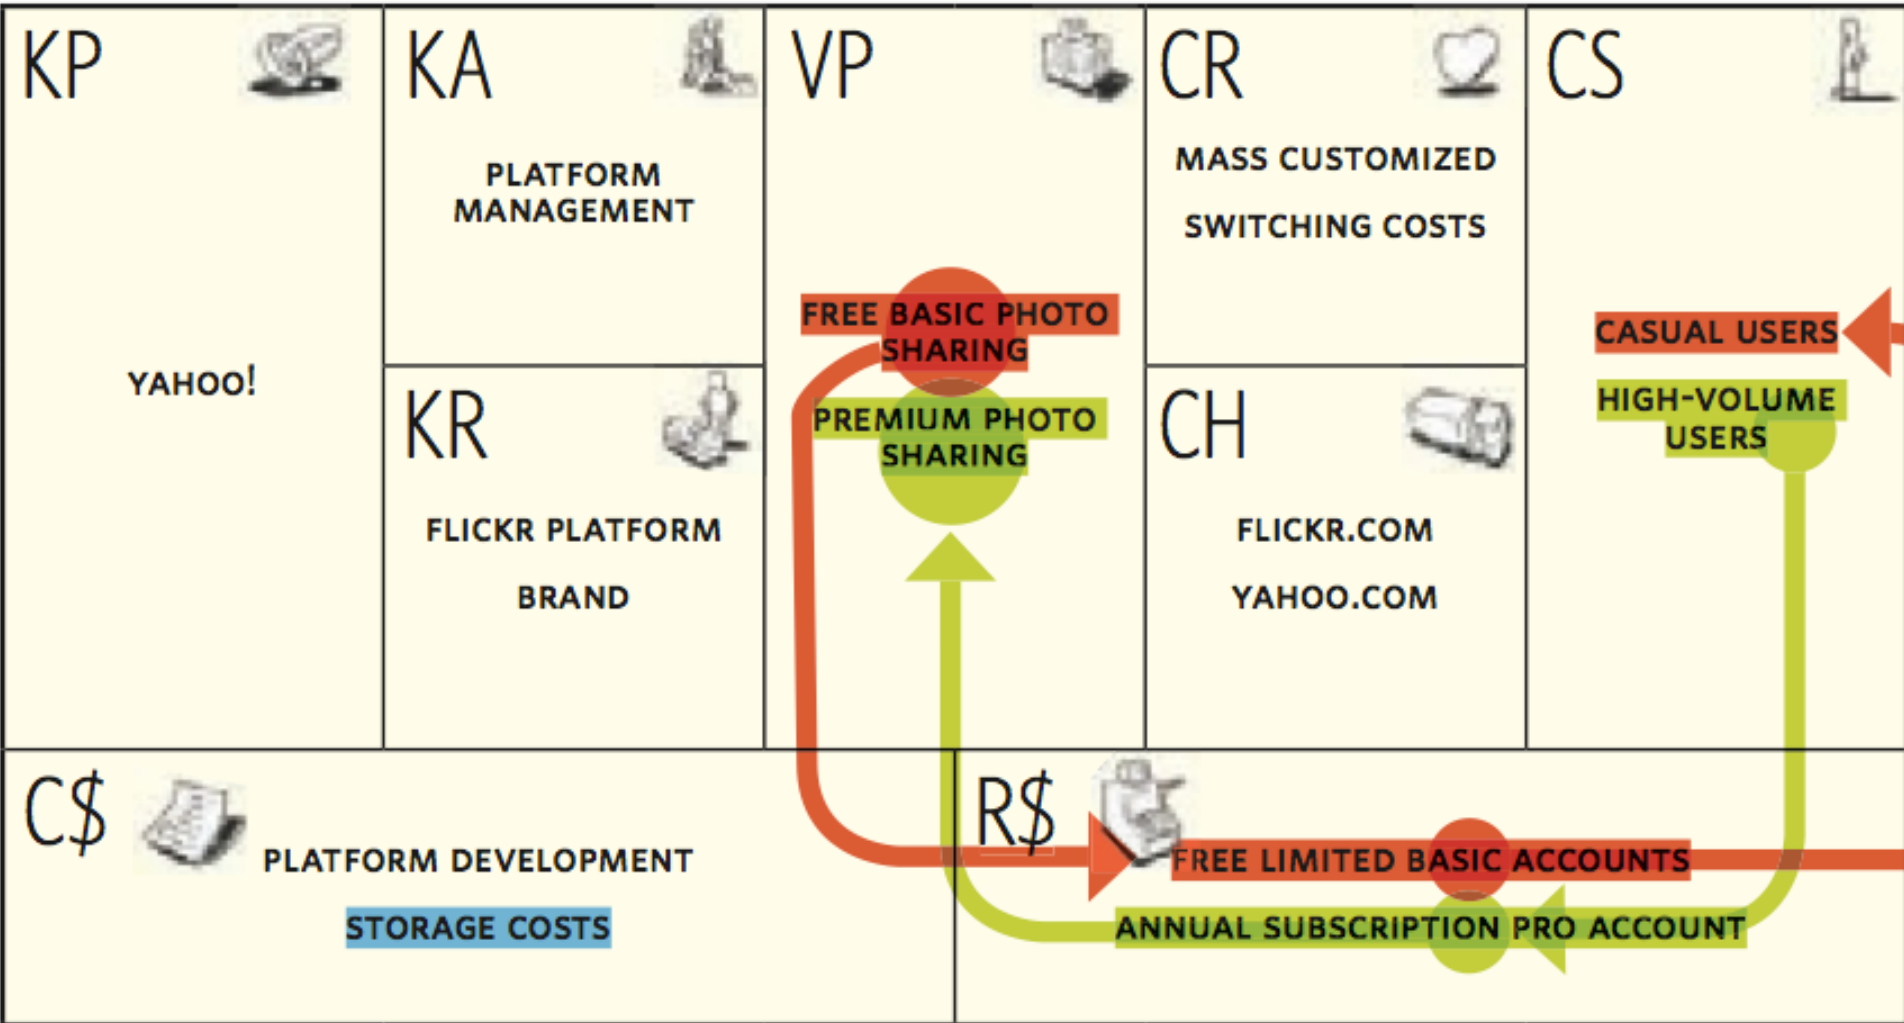 KP
YAHOO!
KA
PLATFORM
MANAGEMENT
KR
FLICKR PLATFORM
BRAND
VP
FREE BASIC PHOTO
SHARING
PREMIUM PHOTO
SHARING
CR
MASS CUSTOMIZED
SWITCHING COSTS
CH
FLICKR.COM
YAHOO.COM
CS
CASUAL USERS
HIGH-VOLUME
USERS
C$
PLATFORM DEVELOPMENT
STORAGE COSTS
R$
FREE LIMITED BASIC ACCOUNTS
ANNUAL SUBSCRIPTION PRO ACCOUNT